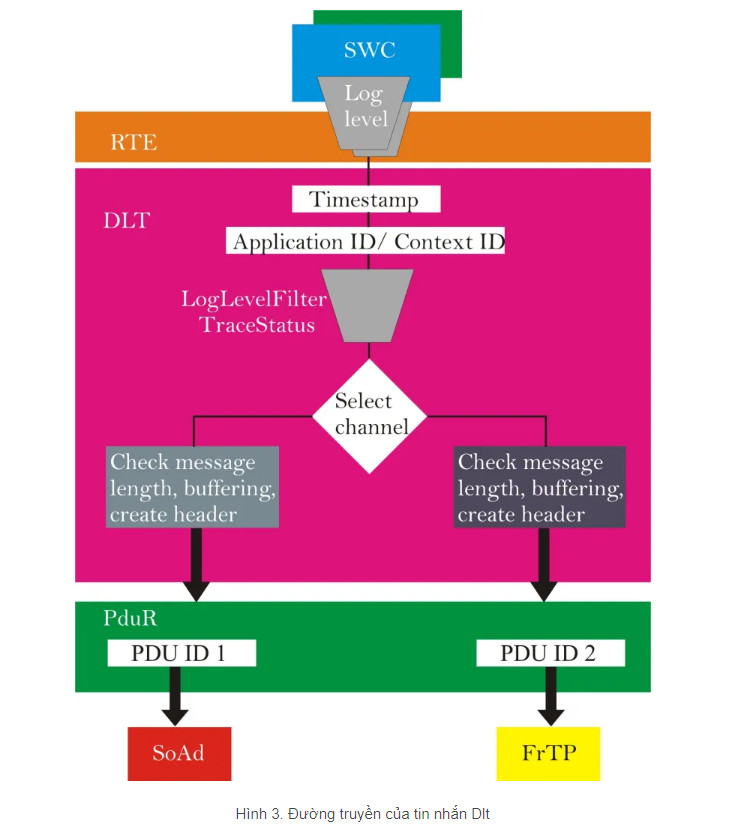 SWC
Log
level
RTE
Timestamp
DLT
Application ID/ Context ID
LogLevelFilter
TraceStatus
Select
channel
Check message
length, buffering,
create header
Check message
length, buffering,
create header
PduR
PDU ID 1
PDU ID 2
SoAd
FrTP
Hình 3. Đường truyền của tin nhắn Dlt